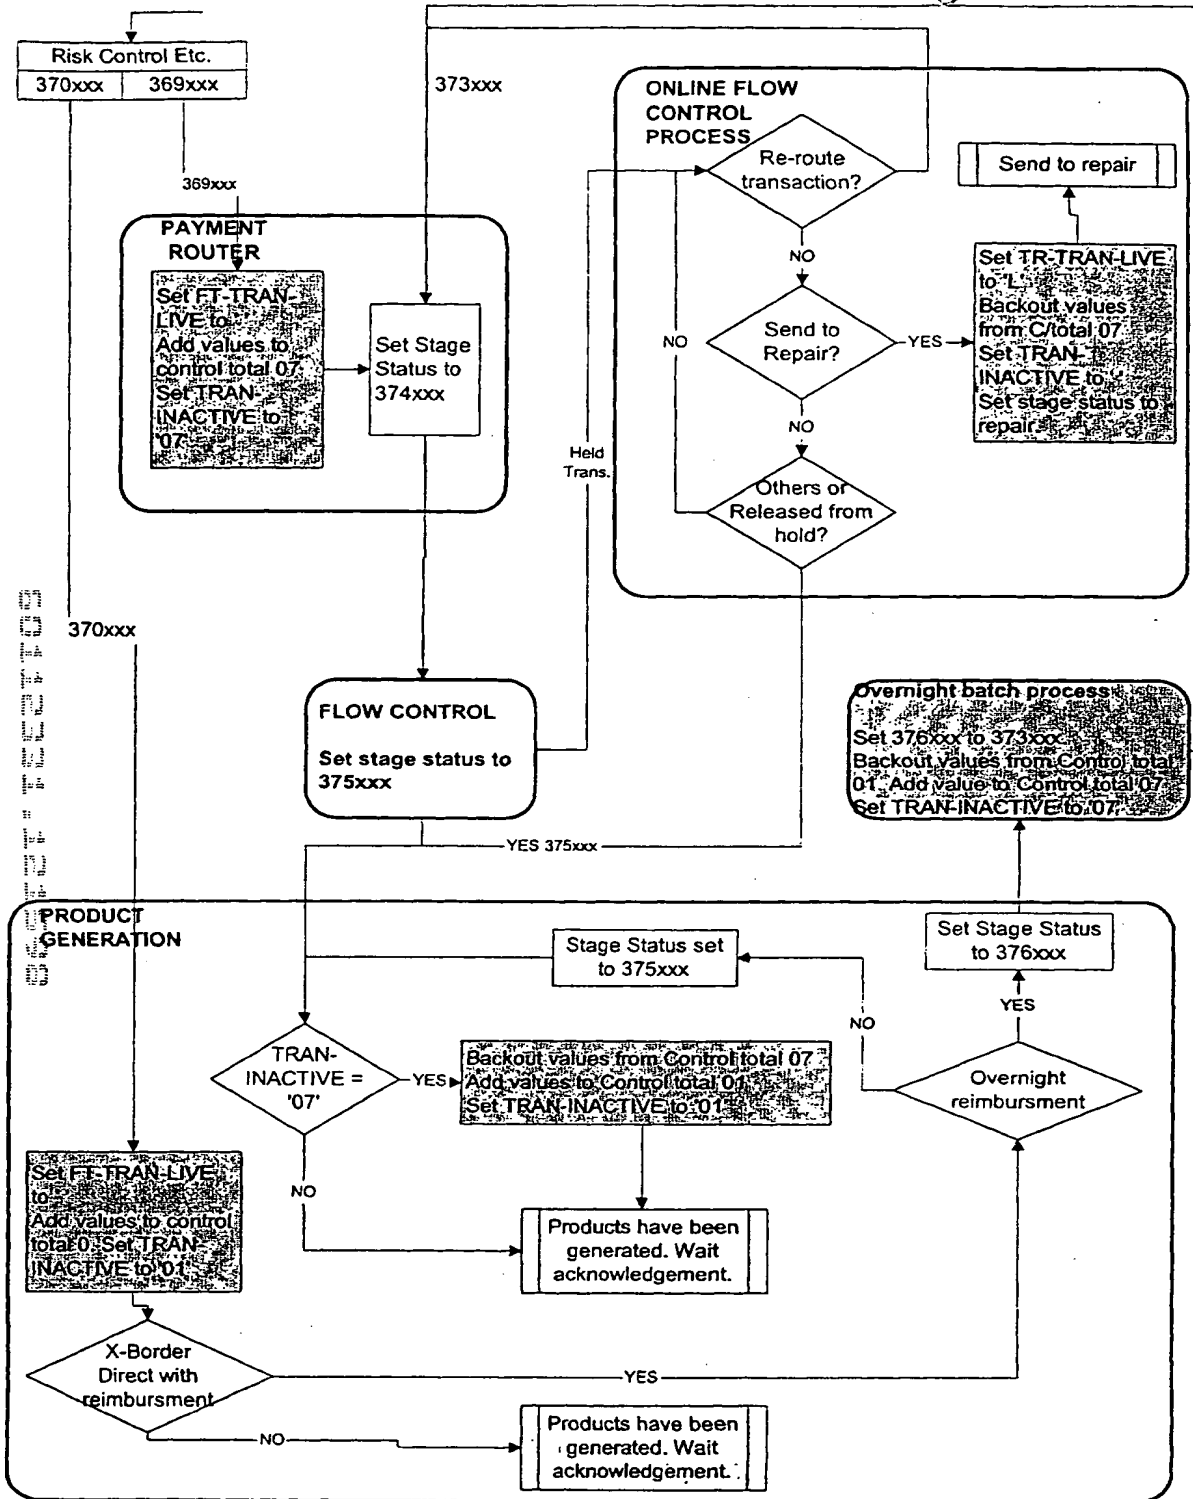 Risk Control Etc.
370xxx
369xxx
373xxx
369xxx
PAYMENT
ROUTER
Set FT-TRAN-
LIVE to
Add values to
control total 07
Set TRAN-
INACTIVE to
'07'
Set Stage
Status to
374xxx
ONLINE FLOW
CONTROL
PROCESS
Re-route
transaction?
NO
Send to
Repair?
YES
NO
NO
Others or
Released from
hold?
Send to repair
Set TR-TRAN-LIVE
to 'L'
Backout values
from C/total 07
Set TRAN-
INACTIVE to
Set stage status to
repair.
Held
Trans.
370xxx
FLOW CONTROL
Set stage status to
375xxx
YES 375xxx
Overnight batch process
Set 376xxx to 373xxx
Backout values from Control total
01. Add value to Control total 07
Set TRAN-INACTIVE to '07'
PRODUCT
GENERATION
Stage Status set
to 375xxx
Set Stage Status
to 376xxx
YES
NO
TRAN-
INACTIVE =
'07'
YES
Backout values from Control total 07
Add values to Control total 01
Set TRAN-INACTIVE to '01'
Overnight
reimbursment
NO
Set FT-TRAN-LIVE
to
Add values to control
total 0. Set TRAN-
INACTIVE to '01'
Products have been
generated. Wait
acknowledgement.
X-Border
Direct with
reimbursment
YES
NO
Products have been
generated. Wait
acknowledgement.